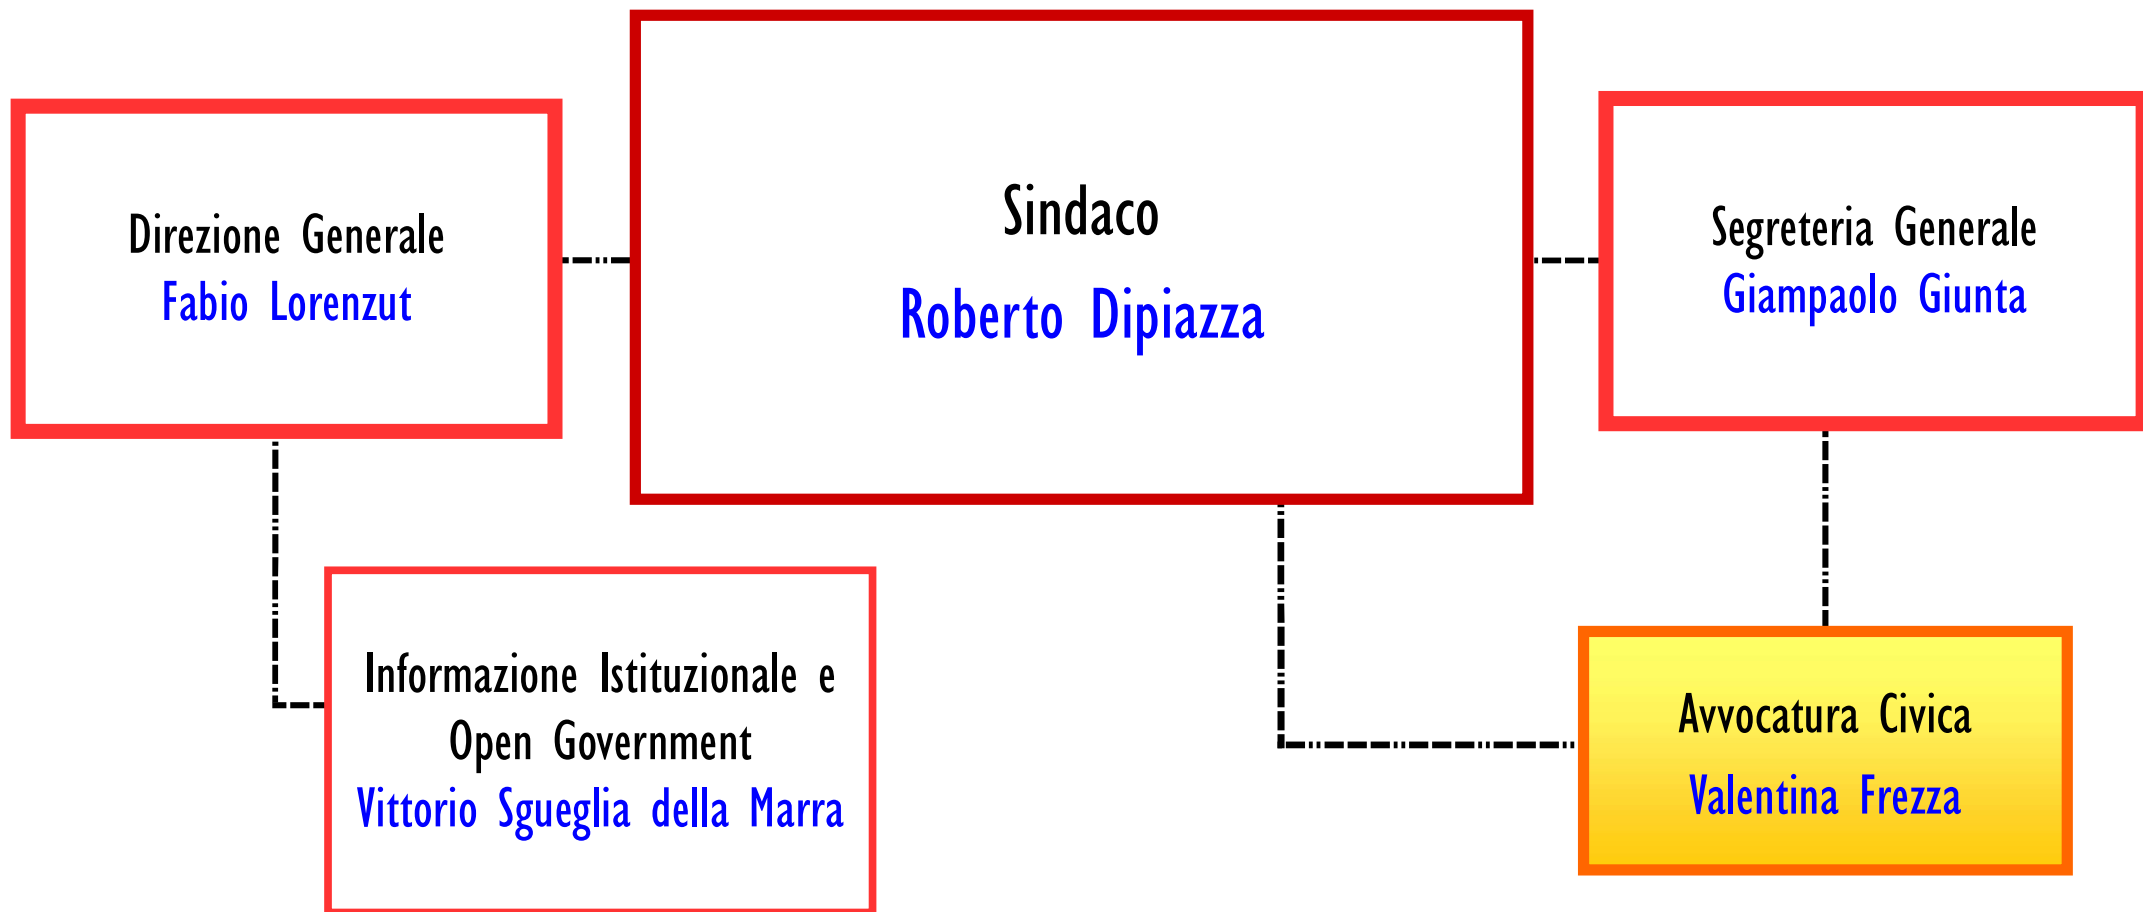 Sindaco
Roberto Dipiazza
Direzione Generale
Fabio Lorenzut
Segreteria Generale
Giampaolo Giunta
Informazione Istituzionale e
Open Government
Vittorio Sgueglia della Marra
Avvocatura Civica
Valentina Frezza